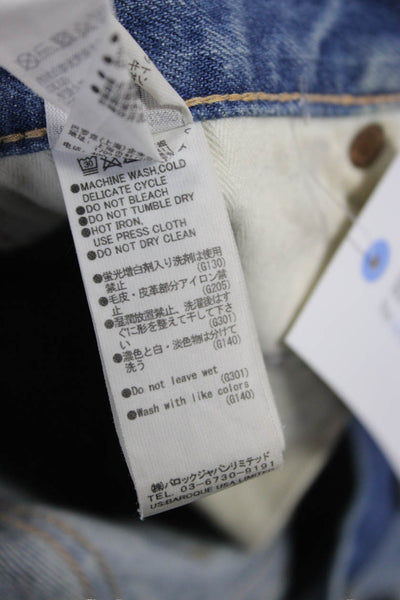 ●MACHINE WASH,COLD
DELICATE CYCLE
●DO NOT BLEACH
●DO NOT TUMBLE DRY
●HOT IRON.
USE PRESS CLOTH
●DO NOT DRY CLEAN
●蛍光増白剤入り洗剤は使用
禁止 (G130)
●毛皮・皮革部分アイロン禁
止 (G205)
●湿潤放置禁止、洗濯後はす
ぐに形を整えて干して下さ
い (G301)
●濃色と白・淡色物は分けて
洗う (G140)
●Do not leave wet
(G301)
●Wash with like colors
(G140)
㈱バロックジャパンリミテッド
TEL. 03-6730-9191
US:BAROQUE USA LIMITED